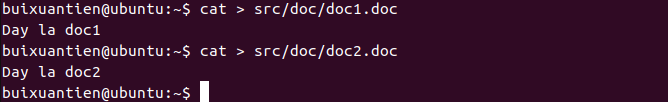 buixuantien@ubuntu:~$ cat > src/doc/doc1.doc
Day la doc1
buixuantien@ubuntu:~$ cat > src/doc/doc2.doc
Day la doc2
buixuantien@ubuntu:~$